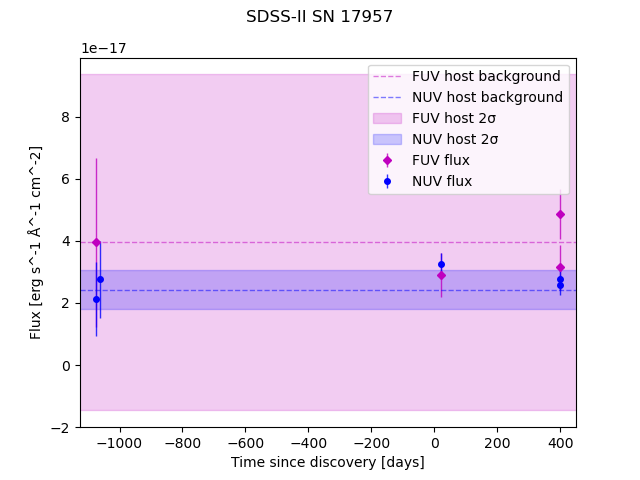 SDSS-II SN 17957
1e−17
FUV host background
NUV host background
FUV host 2σ
NUV host 2σ
FUV flux
NUV flux
8
6
4
2
0
−2
Flux [erg s^-1 Å^-1 cm^-2]
−1000 −800 −600 −400 −200 0 200 400
Time since discovery [days]